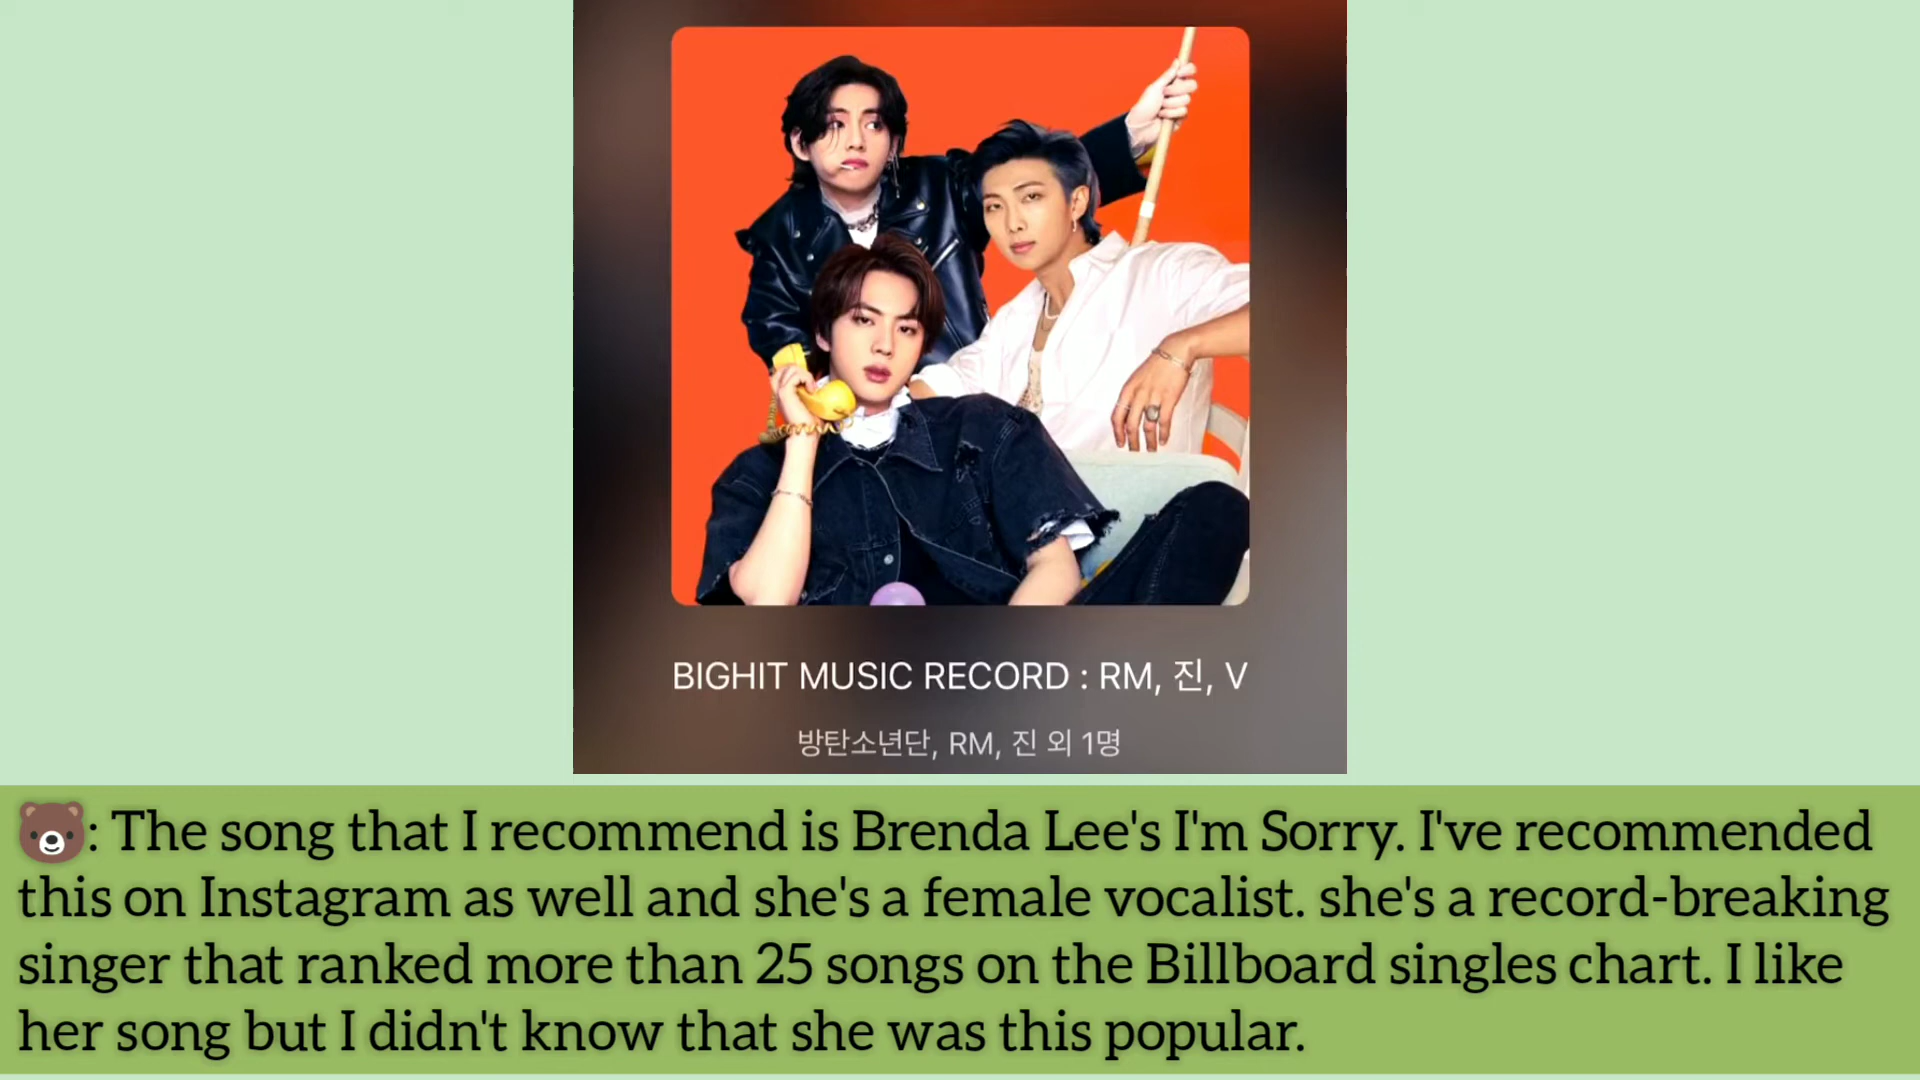 BIGHIT MUSIC RECORD : RM, 진, V
방탄소년단, RM, 진 외 1명
🐻: The song that I recommend is Brenda Lee's I'm Sorry. I've recommended
this on Instagram as well and she's a female vocalist. she's a record-breaking
singer that ranked more than 25 songs on the Billboard singles chart. I like
her song but I didn't know that she was this popular.